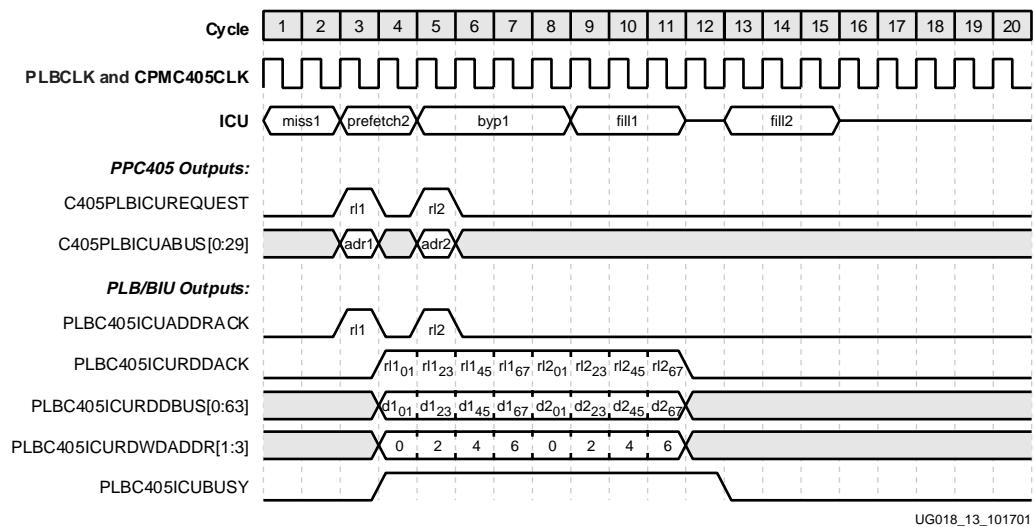 Cycle 1 2 3 4 5 6 7 8 9 10 11 12 13 14 15 16 17 18 19 20
PLBCLK and CPMC405CLK
ICU miss1 prefetch2 byp1 fill1 fill2
PPC405 Outputs:
C405PLBICUREQUEST rl1 rl2
C405PLBICUABUS[0:29] adr1 adr2
PLB/BIU Outputs:
PLBC405ICUADDRACK rl1 rl2
PLBC405ICURDDACK rl1₀₁ rl1₂₃ rl1₄₅ rl1₆₇ rl2₀₁ rl2₂₃ rl2₄₅ rl2₆₇
PLBC405ICURDDBUS[0:63] d1₀₁ d1₂₃ d1₄₅ d1₆₇ d2₀₁ d2₂₃ d2₄₅ d2₆₇
PLBC405ICURDWDADDR[1:3] 0 2 4 6 0 2 4 6
PLBC405ICUBUSY
UG018_13_101701